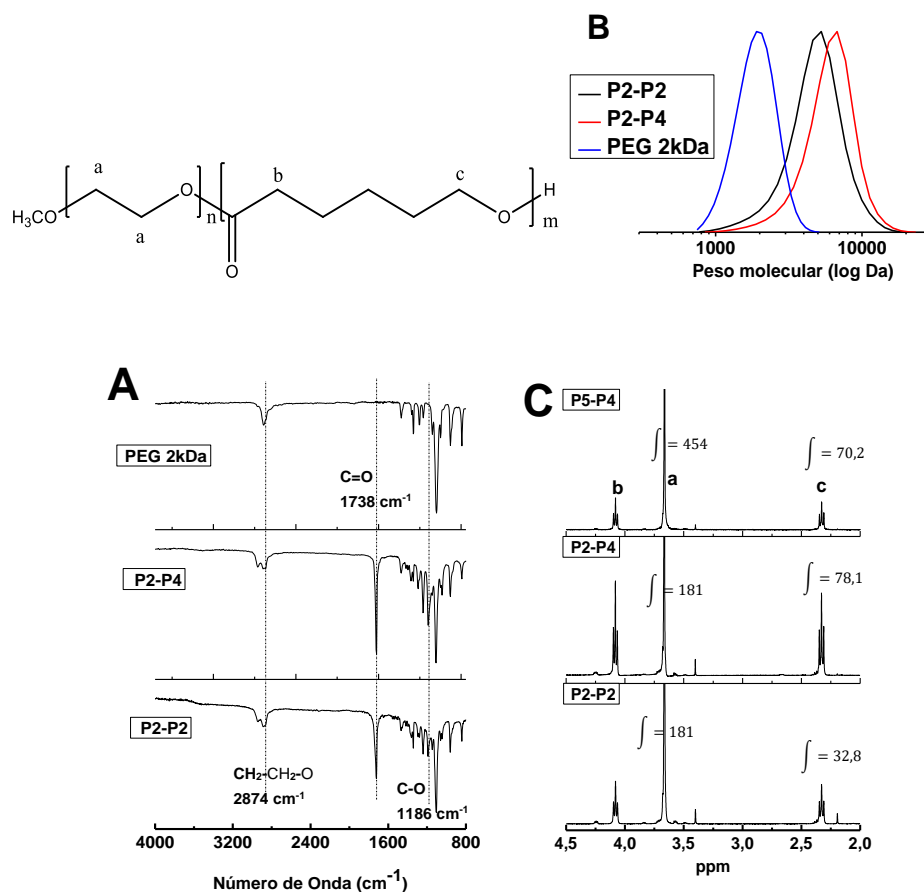 B
P2-P2
P2-P4
PEG 2kDa
1000 10000
Peso molecular (log Da)
a
b
c
H₃CO
O
n
O
H
m
a
O
A
PEG 2kDa
C=O
1738 cm⁻¹
P2-P4
P2-P2
CH₂-CH₂-O
2874 cm⁻¹
C-O
1186 cm⁻¹
4000 3200 2400 1600 800
Número de Onda (cm⁻¹)
C
P5-P4
∫ = 454
∫ = 70,2
b
a
c
P2-P4
∫ = 181
∫ = 78,1
P2-P2
∫ = 181
∫ = 32,8
4,5 4,0 3,5 3,0 2,5 2,0
ppm